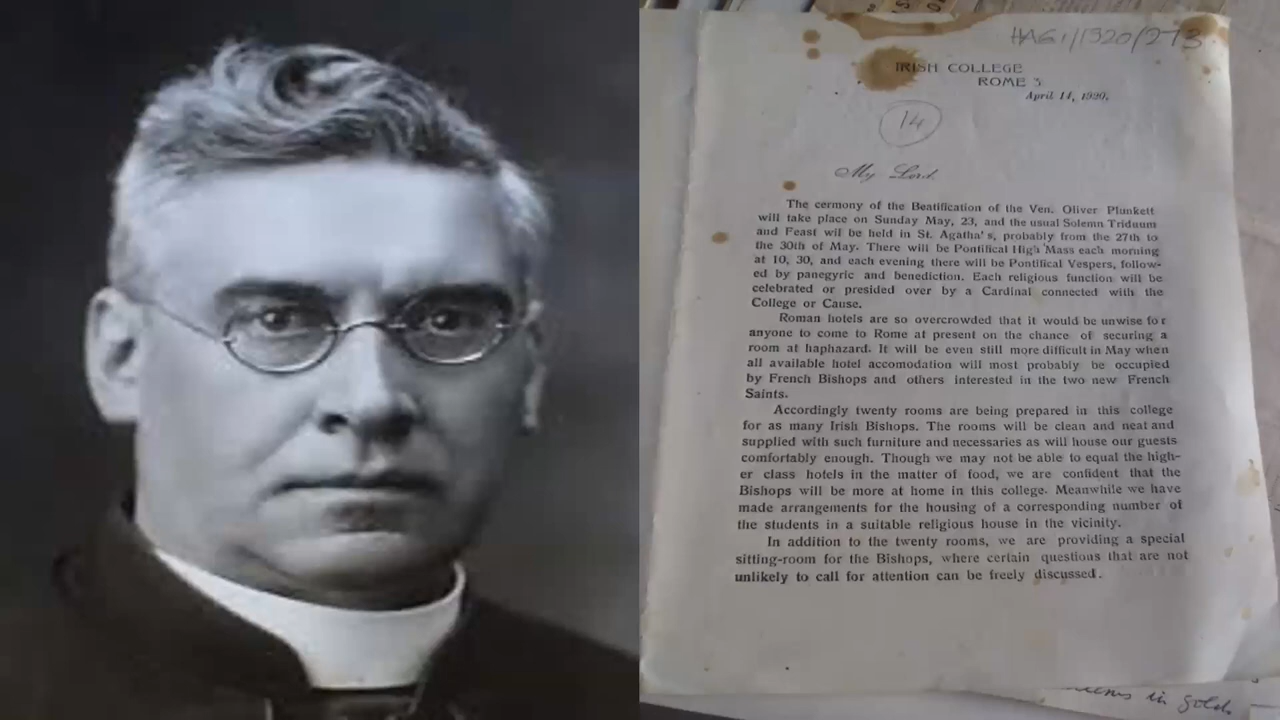 HAG1/1920/273
IRISH COLLEGE
ROME 3
April 14, 1920.
14
My Lord.
The cermony of the Beatification of the Ven. Oliver Plunkett
will take place on Sunday May, 23, and the usual Solemn Triduum
and Feast wil be held in St. Agatha's, probably from the 27th to
the 30th of May. There will be Pontifical High Mass each morning
at 10, 30, and each evening there will be Pontifical Vespers, follow-
ed by panegyric and benediction. Each religious function will be
celebrated or presided over by a Cardinal connected with the
College or Cause.
Roman hotels are so overcrowded that it would be unwise for
anyone to come to Rome at present on the chance of securing a
room at haphazard. It will be even still more difficult in May when
all available hotel accomodation will most probably be occupied
by French Bishops and others interested in the two new French
Saints.
Accordingly twenty rooms are being prepared in this college
for as many Irish Bishops. The rooms will be clean and neat and
supplied with such furniture and necessaries as will house our guests
comfortably enough. Though we may not be able to equal the high-
er class hotels in the matter of food, we are confident that the
Bishops will be more at home in this college. Meanwhile we have
made arrangements for the housing of a corresponding number of
the students in a suitable religious house in the vicinity.
In addition to the twenty rooms, we are providing a special
sitting-room for the Bishops, where certain questions that are not
unlikely to call for attention can be freely discussed.
in gold